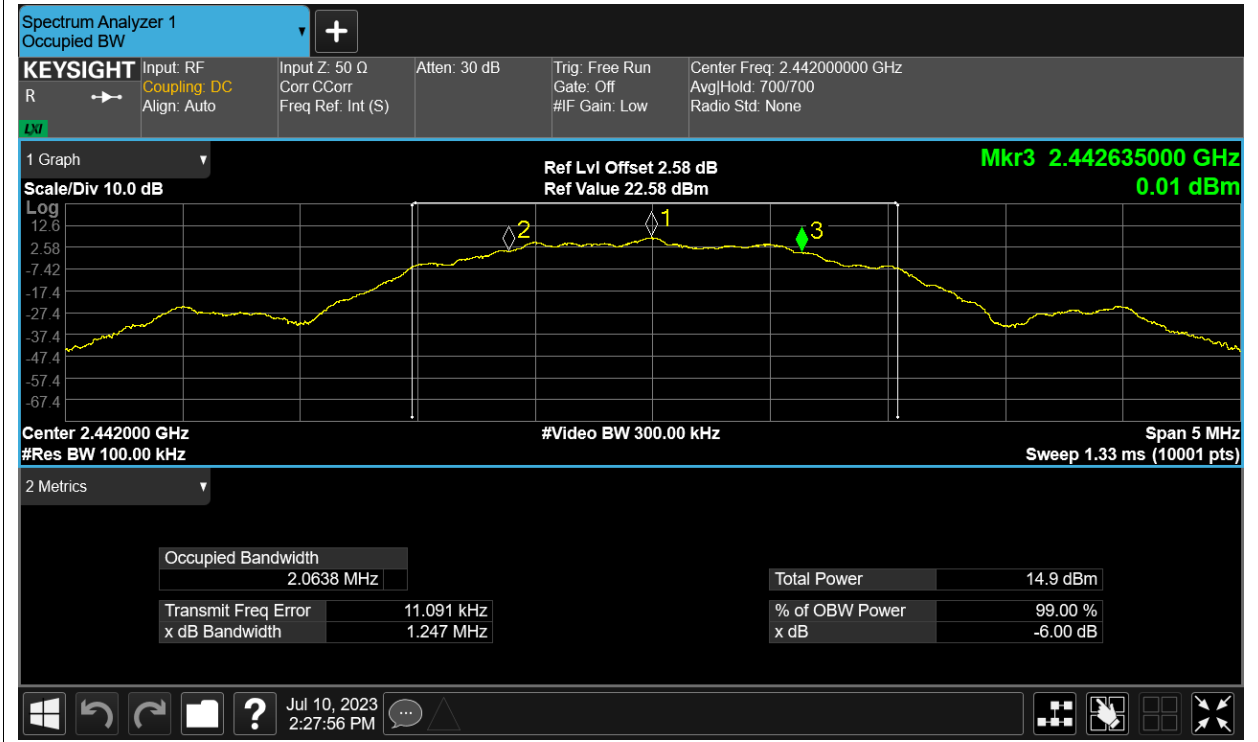 Spectrum Analyzer 1
Occupied BW
KEYSIGHT
R
LXI
Input: RF
Coupling: DC
Align: Auto
Input Z: 50 Ω
Corr CCorr
Freq Ref: Int (S)
Atten: 30 dB
Trig: Free Run
Gate: Off
#IF Gain: Low
Center Freq: 2.442000000 GHz
Avg|Hold: 700/700
Radio Std: None
1 Graph
Scale/Div 10.0 dB
Ref Lvl Offset 2.58 dB
Ref Value 22.58 dBm
Mkr3 2.442635000 GHz
0.01 dBm
Log
12.6
2.58
-7.42
-17.4
-27.4
-37.4
-47.4
-57.4
-67.4
2
1
3
Center 2.442000 GHz
#Res BW 100.00 kHz
#Video BW 300.00 kHz
Span 5 MHz
Sweep 1.33 ms (10001 pts)
2 Metrics
Occupied Bandwidth
2.0638 MHz
Transmit Freq Error 11.091 kHz
x dB Bandwidth 1.247 MHz
Total Power 14.9 dBm
% of OBW Power 99.00 %
x dB -6.00 dB
?
Jul 10, 2023
2:27:56 PM